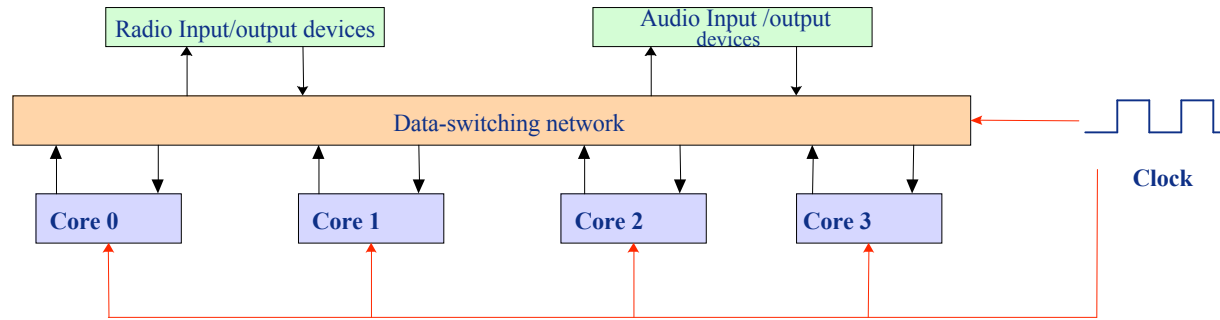 Radio Input/output devices
Audio Input /output
devices
Data-switching network
Clock
Core 0
Core 1
Core 2
Core 3